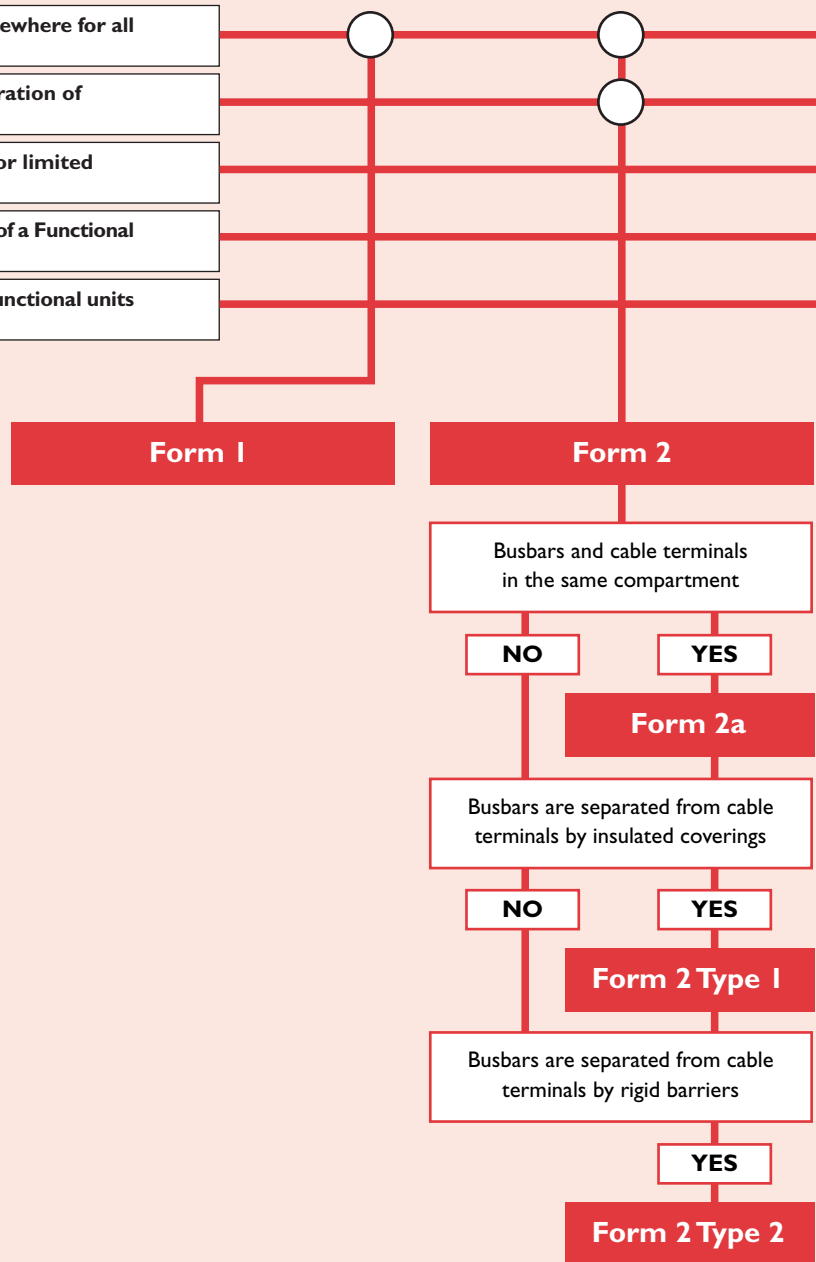 ewhere for all
ration of
or limited
of a Functional
unctional units
Form 1
Form 2
Busbars and cable terminals
in the same compartment
NO
YES
Form 2a
Busbars are separated from cable
terminals by insulated coverings
NO
YES
Form 2 Type 1
Busbars are separated from cable
terminals by rigid barriers
YES
Form 2 Type 2